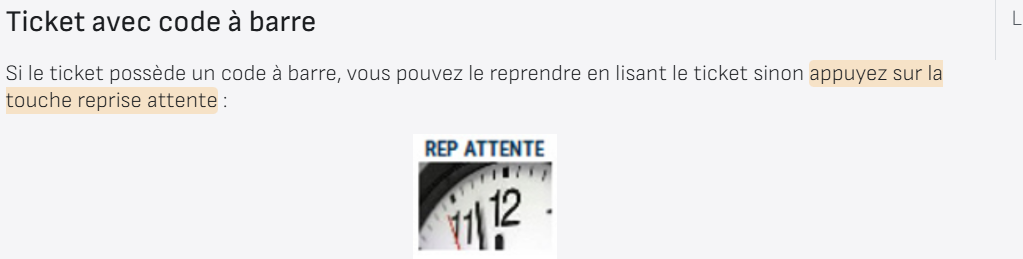 Ticket avec code à barre
L
Si le ticket possède un code à barre, vous pouvez le reprendre en lisant le ticket sinon appuyez sur la
touche reprise attente :
REP ATTENTE
11 12